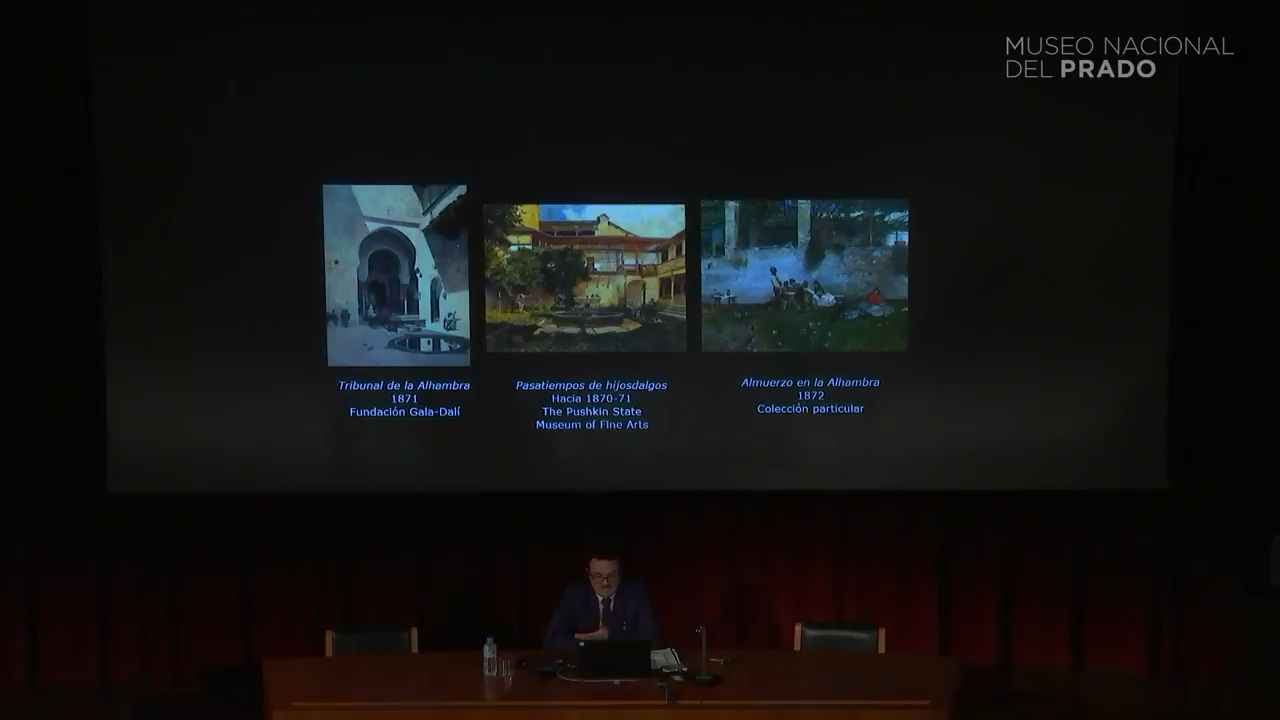 MUSEO NACIONAL
DEL PRADO
Tribunal de la Alhambra
1871
Fundación Gala-Dalí
Pasatiempos de hijosdalgos
Hacia 1870-71
The Pushkin State
Museum of Fine Arts
Almuerzo en la Alhambra
1872
Colección particular